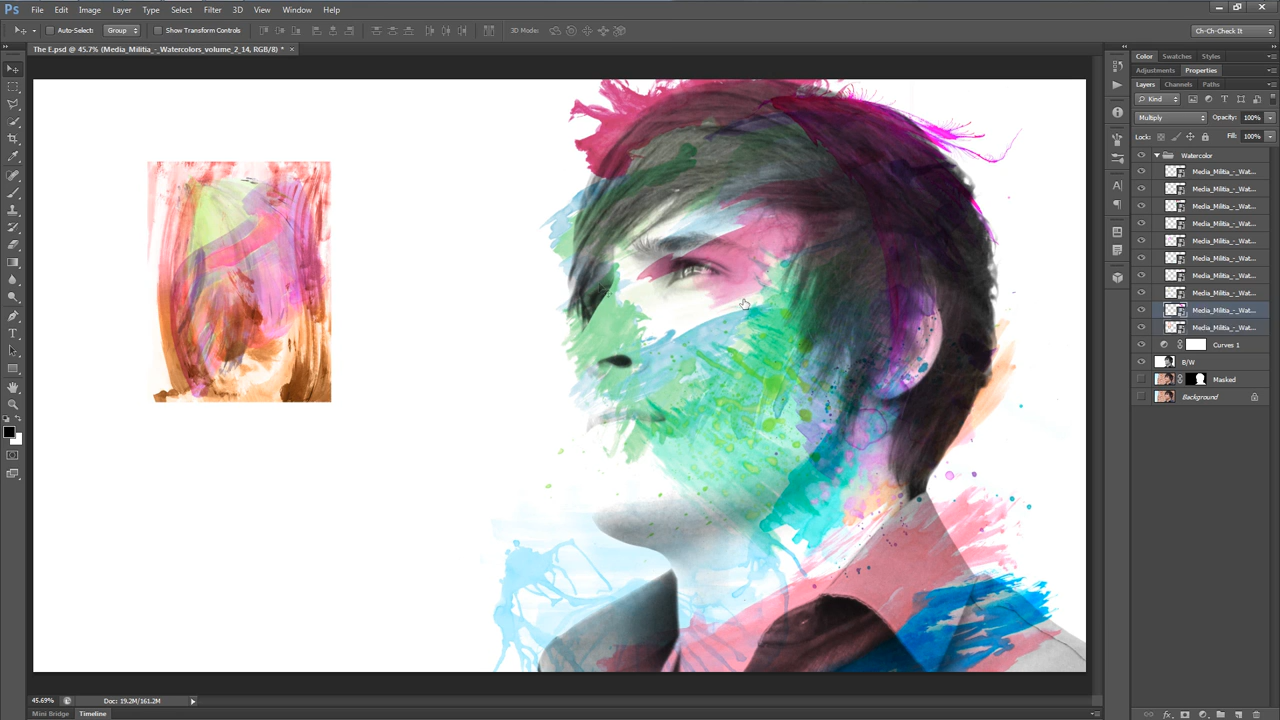 Ps File Edit Image Layer Type Select Filter 3D View Window Help
Auto-Select: Group Show Transform Controls 3D Mode: Ch-Ch-Check It
The E.psd @ 45.7% (Media_Militia_-_Watercolors_volume_2_14, RGB/8) * ×
Color Swatches Styles
Adjustments Properties
Layers Channels Paths
Kind
Multiply Opacity: 100%
Lock: Fill: 100%
Watercolor
Media_Militia_-_Wat...
Media_Militia_-_Wat...
Media_Militia_-_Wat...
Media_Militia_-_Wat...
Media_Militia_-_Wat...
Media_Militia_-_Wat...
Media_Militia_-_Wat...
Media_Militia_-_Wat...
Media_Militia_-_Wat...
Media_Militia_-_Wat...
Curves 1
B/W
Masked
Background
45.69% Doc: 19.2M/161.2M
Mini Bridge Timeline